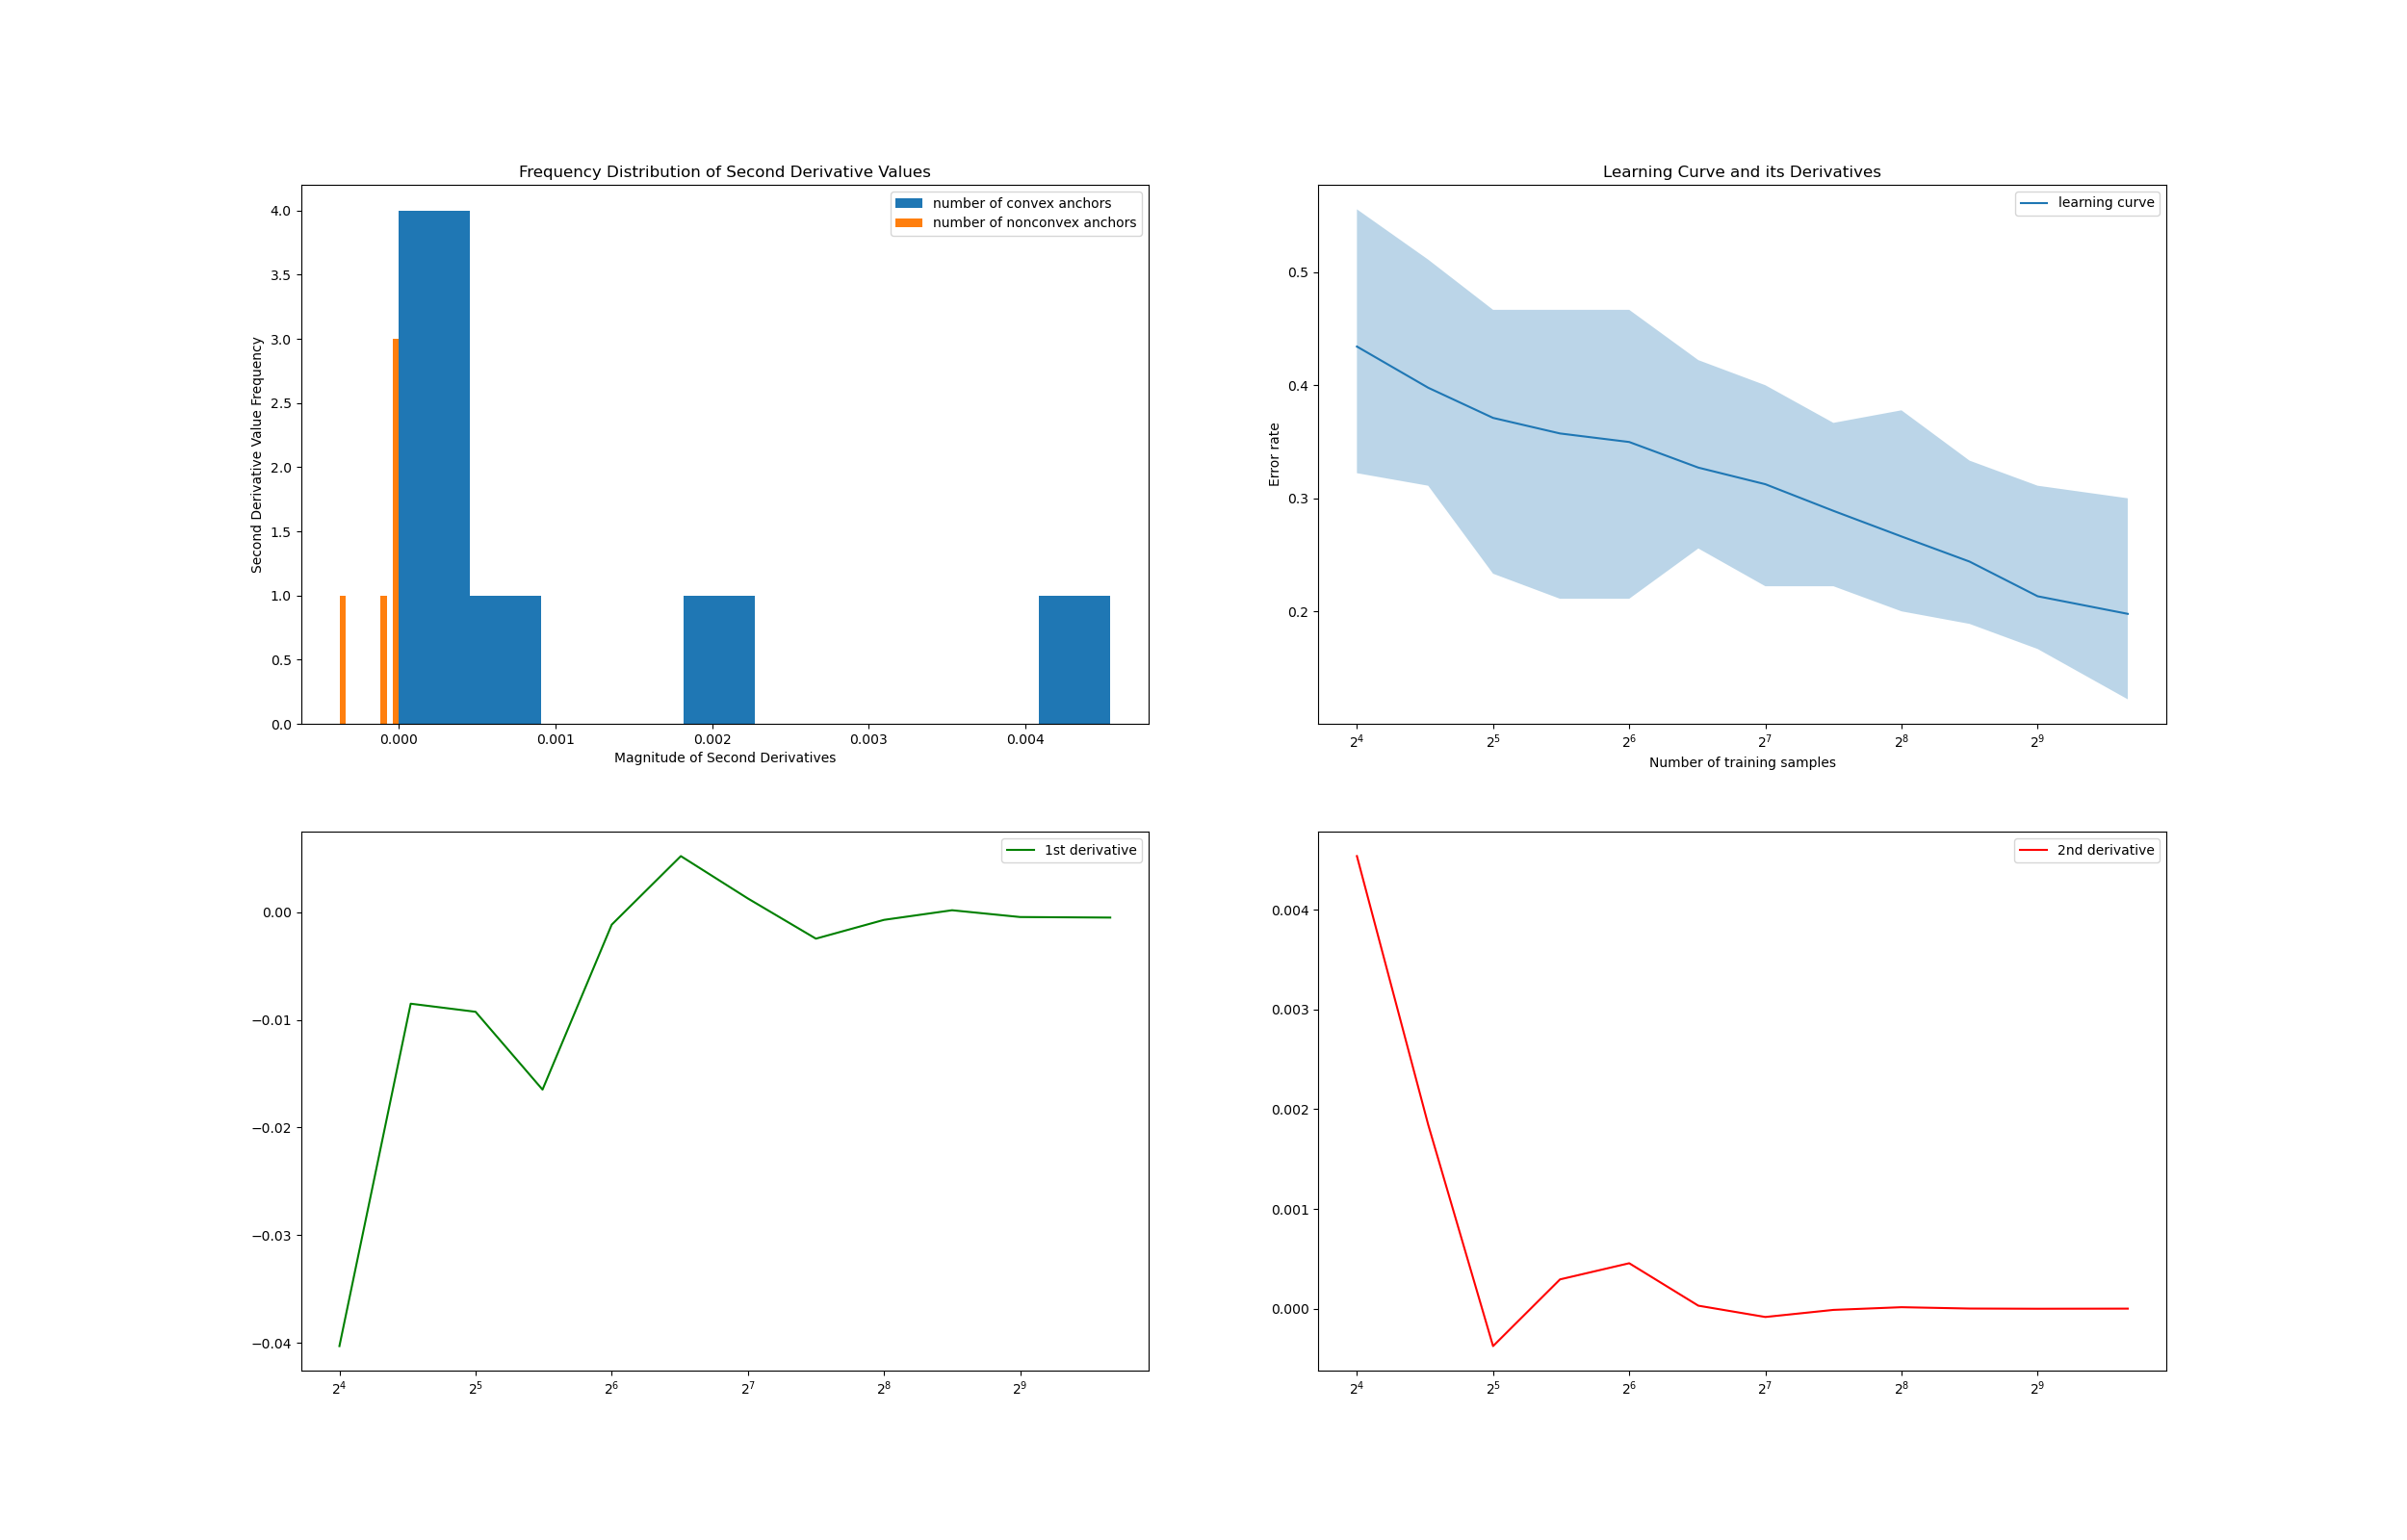 Frequency Distribution of Second Derivative Values
number of convex anchors
number of nonconvex anchors
4.0
3.5
3.0
2.5
2.0
1.5
1.0
0.5
0.0
Second Derivative Value Frequency
0.000 0.001 0.002 0.003 0.004
Magnitude of Second Derivatives
Learning Curve and its Derivatives
learning curve
0.5
0.4
0.3
0.2
Error rate
2⁴ 2⁵ 2⁶ 2⁷ 2⁸ 2⁹
Number of training samples
1st derivative
0.00
−0.01
−0.02
−0.03
−0.04
2⁴ 2⁵ 2⁶ 2⁷ 2⁸ 2⁹
2nd derivative
0.004
0.003
0.002
0.001
0.000
2⁴ 2⁵ 2⁶ 2⁷ 2⁸ 2⁹